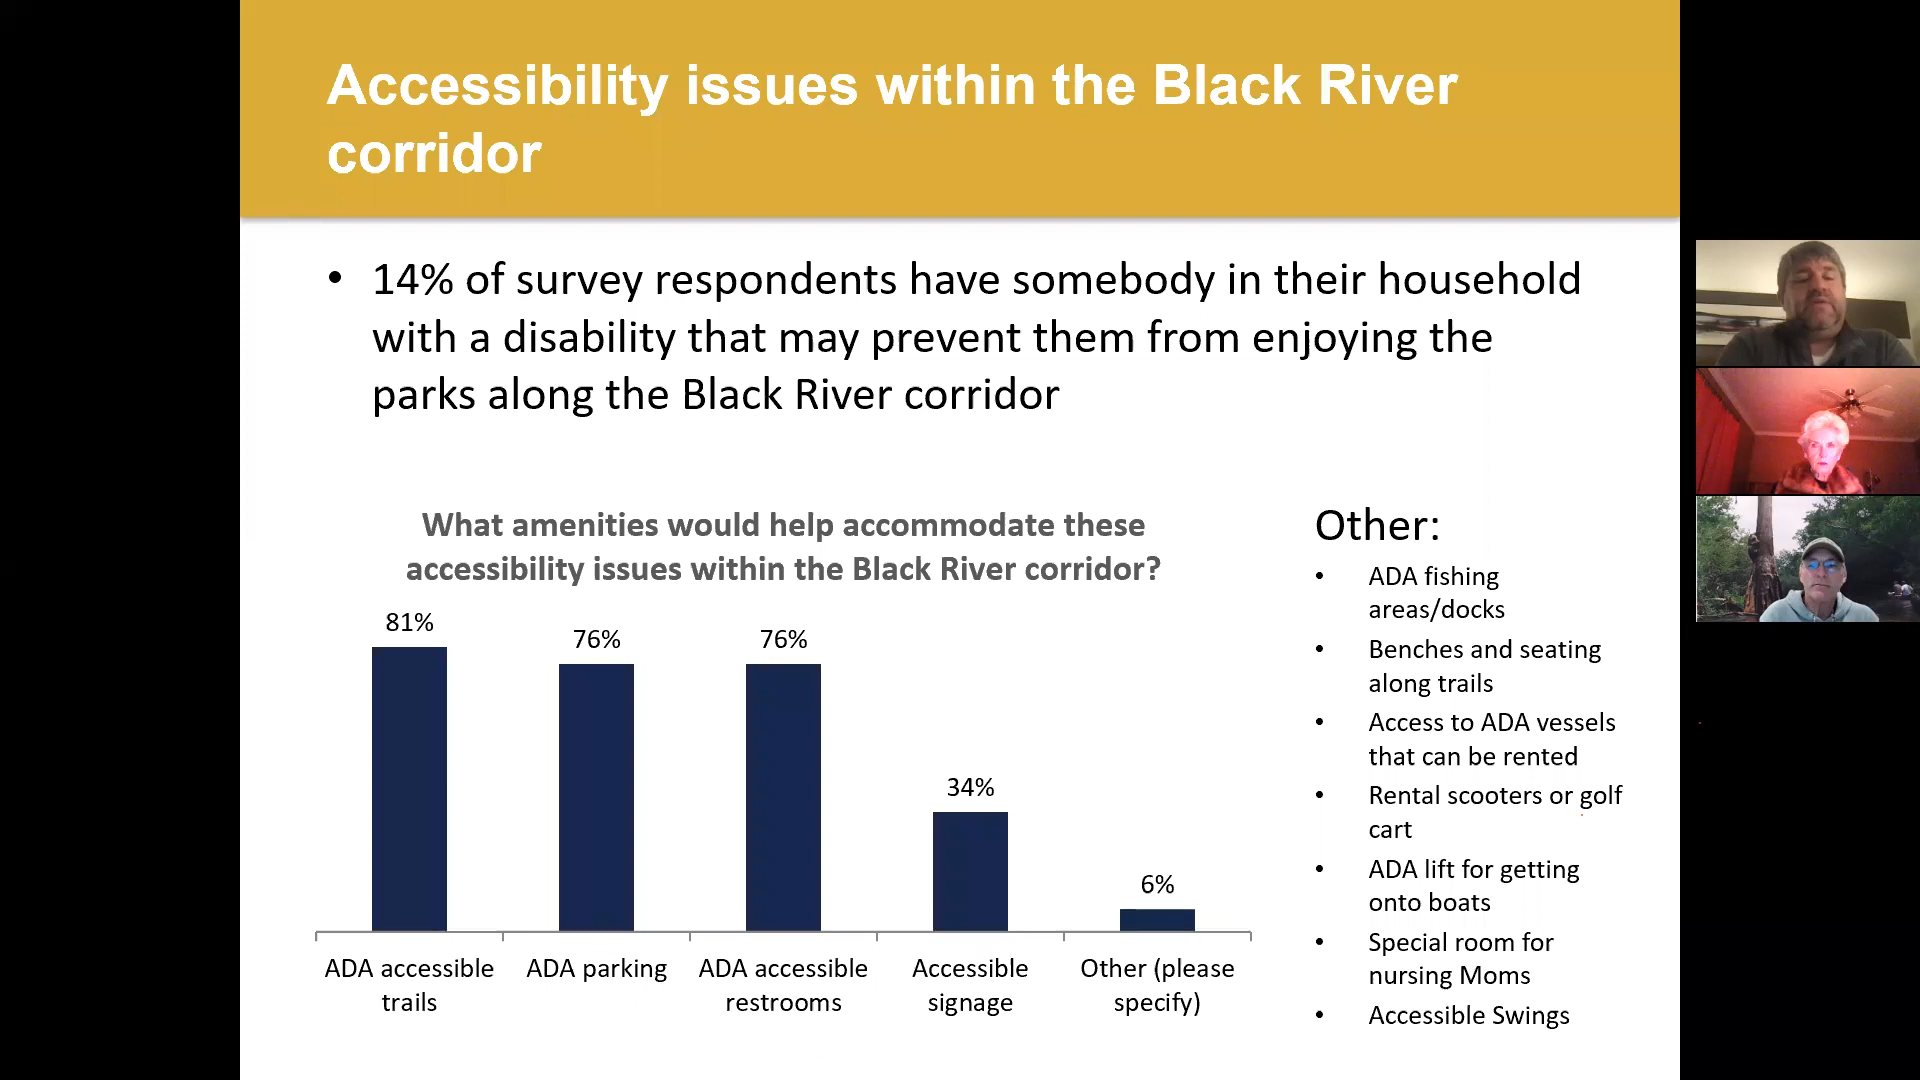 Accessibility issues within the Black River
corridor
• 14% of survey respondents have somebody in their household
with a disability that may prevent them from enjoying the
parks along the Black River corridor
What amenities would help accommodate these
accessibility issues within the Black River corridor?
81%
76%
76%
34%
6%
ADA accessible
trails
ADA parking
ADA accessible
restrooms
Accessible
signage
Other (please
specify)
Other:
• ADA fishing
areas/docks
• Benches and seating
along trails
• Access to ADA vessels
that can be rented
• Rental scooters or golf
cart
• ADA lift for getting
onto boats
• Special room for
nursing Moms
• Accessible Swings